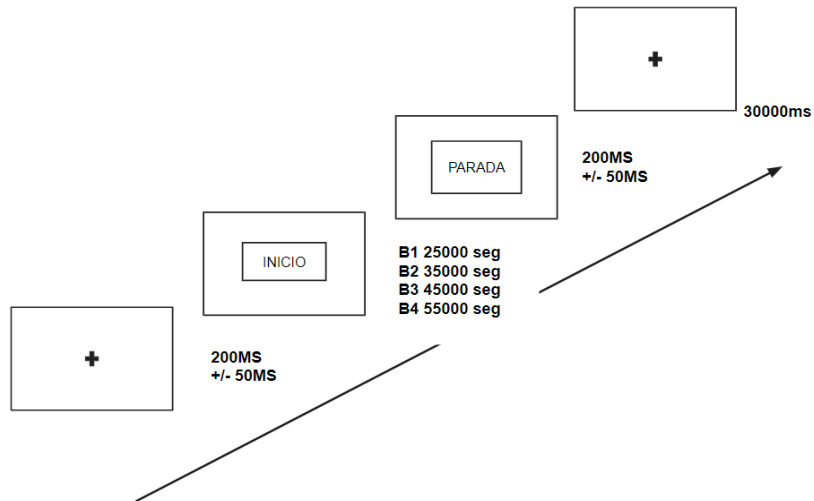 30000ms
PARADA
200MS
+/- 50MS
INICIO
B1 25000 seg
B2 35000 seg
B3 45000 seg
B4 55000 seg
200MS
+/- 50MS